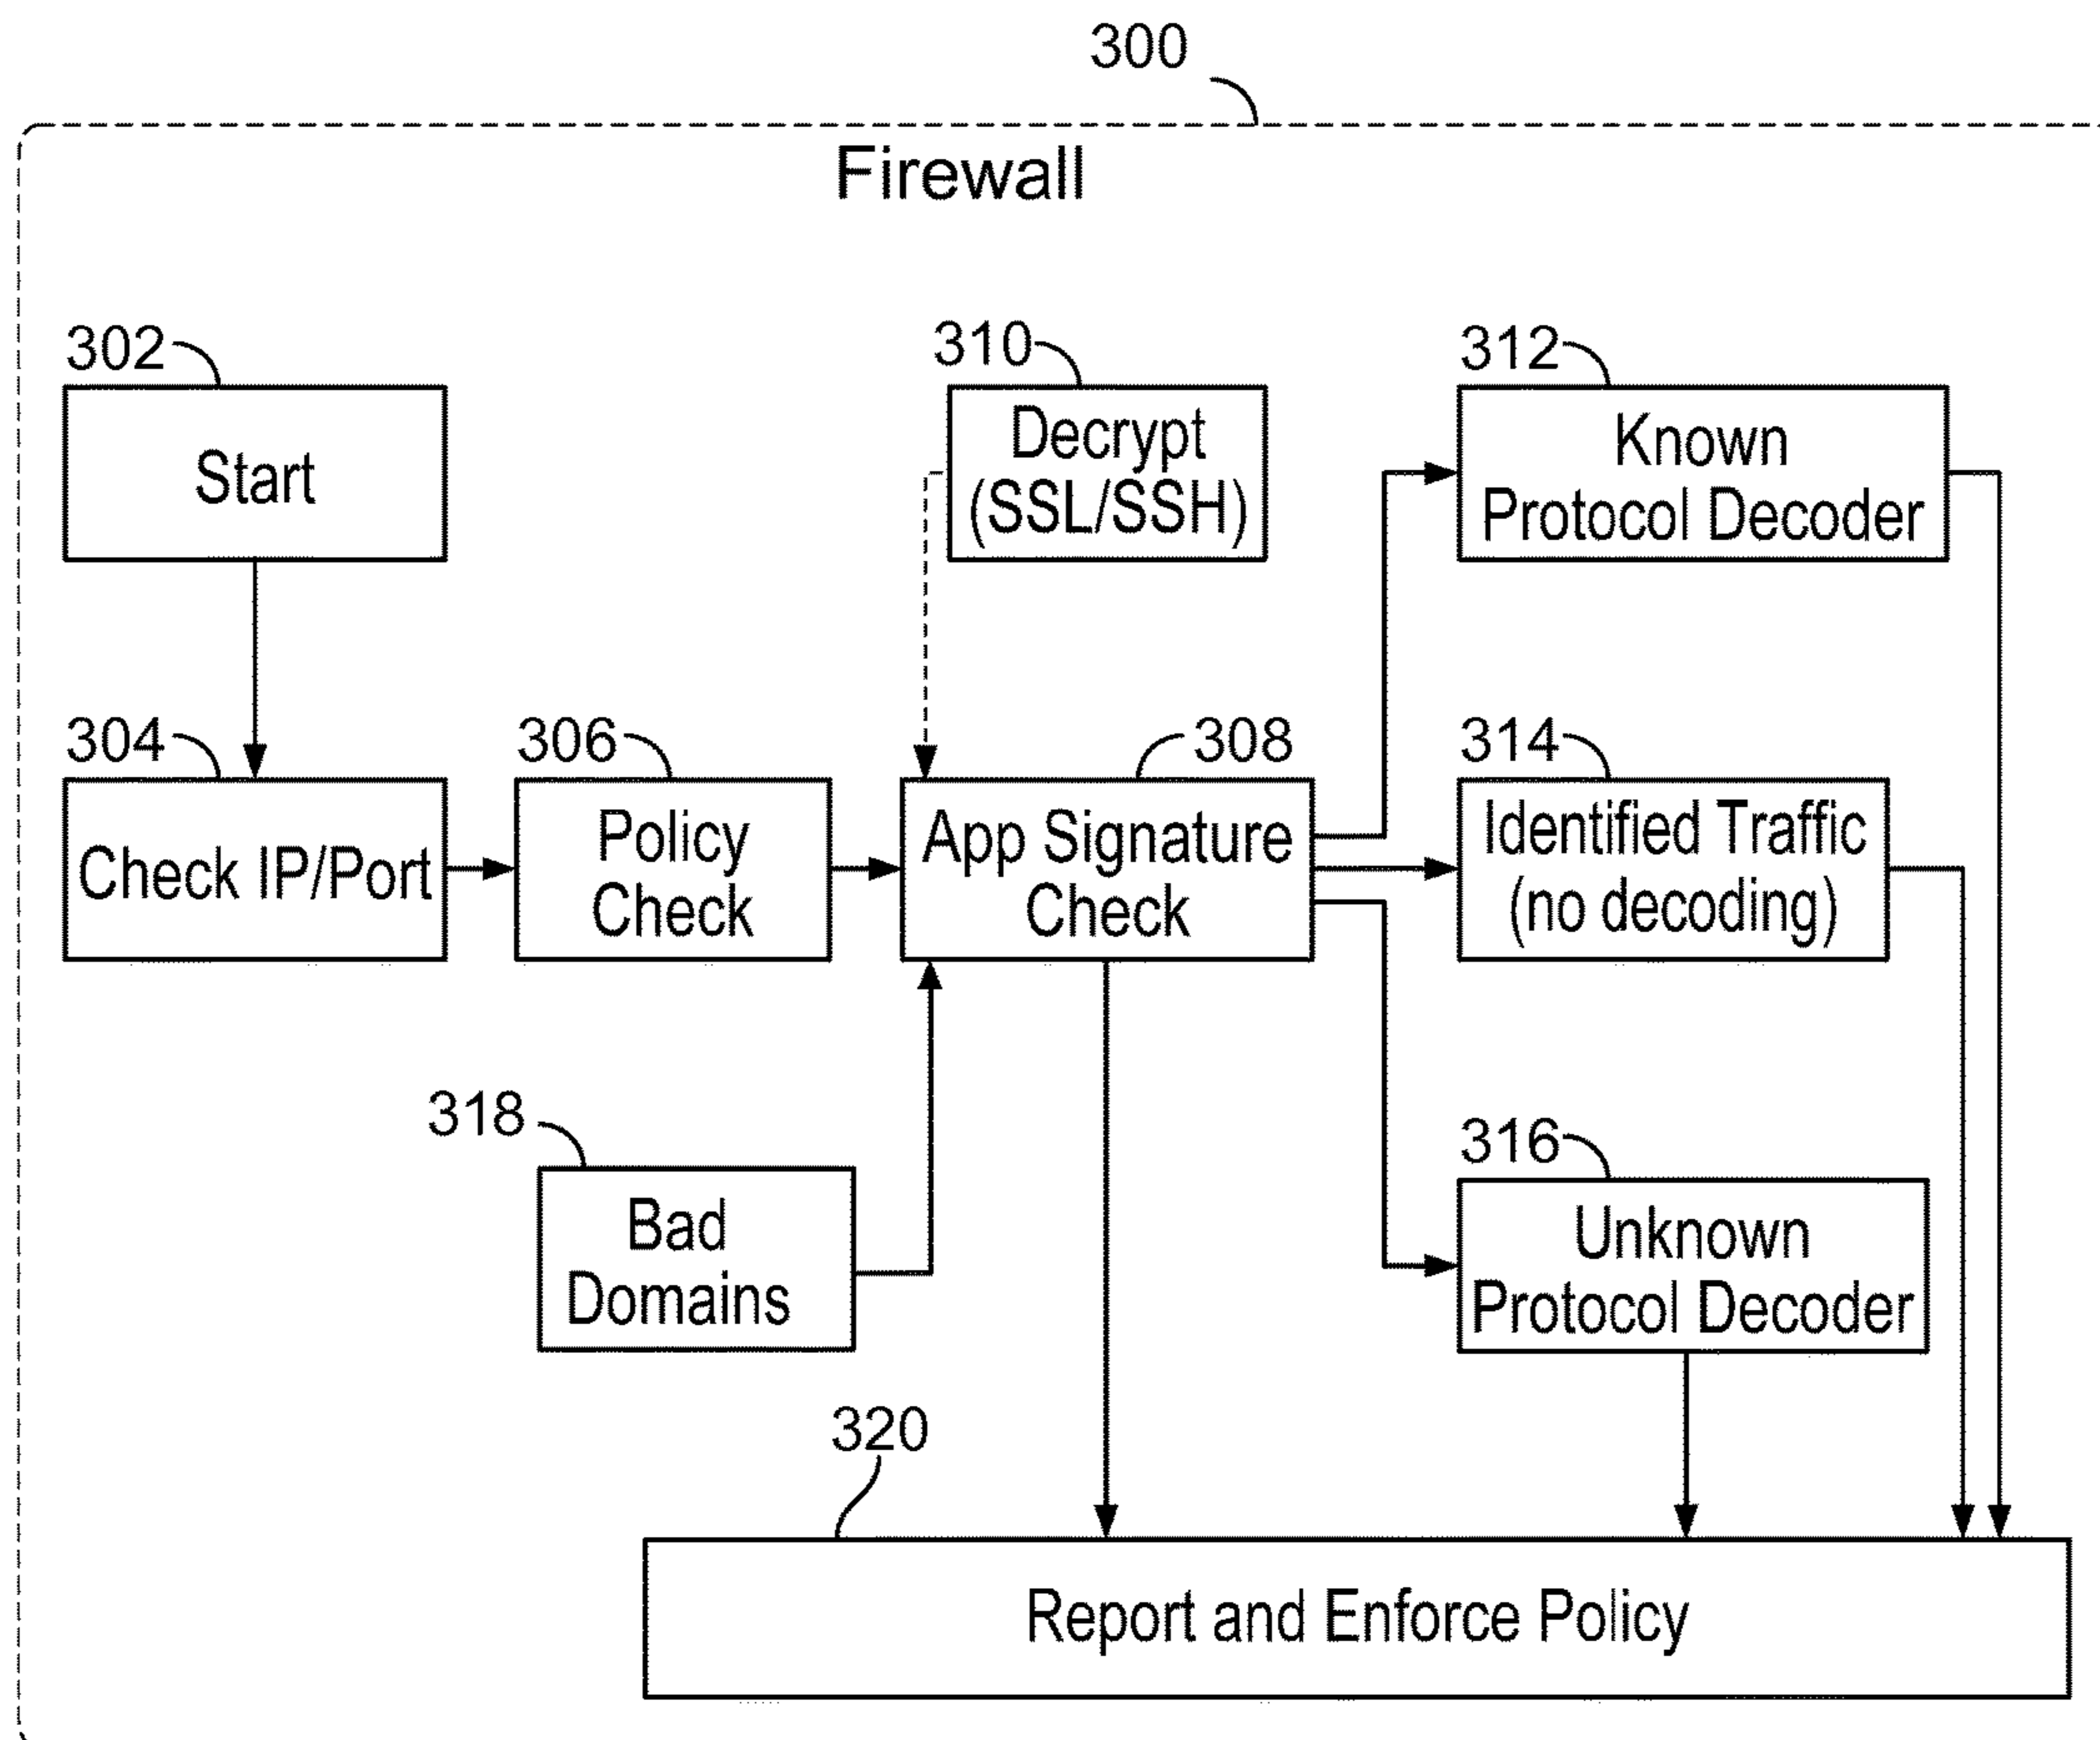 300
Firewall
302
Start
310
Decrypt
(SSL/SSH)
312
Known
Protocol Decoder
304
Check IP/Port
306
Policy
Check
308
App Signature
Check
314
Identified Traffic
(no decoding)
318
Bad
Domains
316
Unknown
Protocol Decoder
320
Report and Enforce Policy